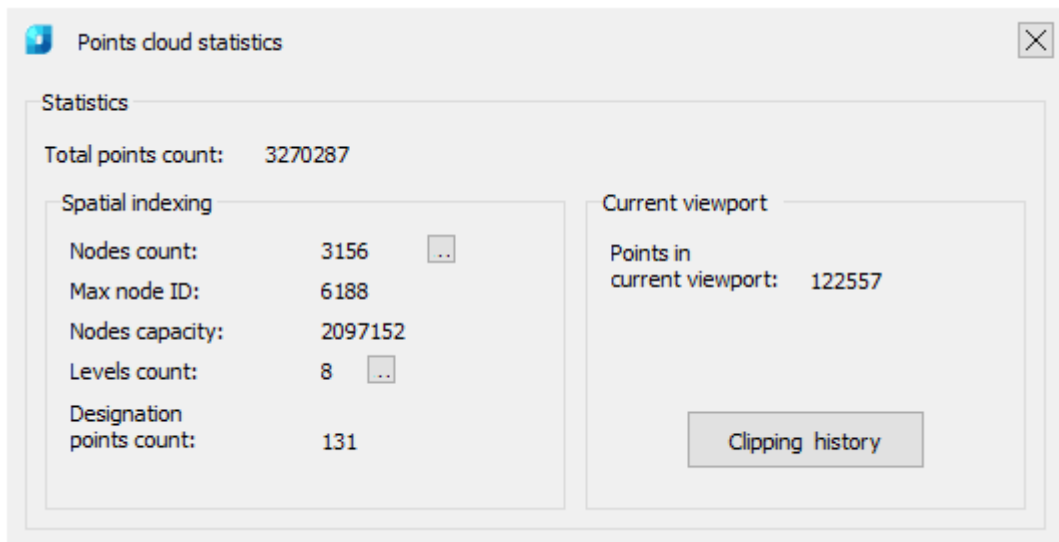 Points cloud statistics
Statistics
Total points count: 3270287
Spatial indexing
Nodes count: 3156 ..
Max node ID: 6188
Nodes capacity: 2097152
Levels count: 8 ..
Designation
points count: 131
Current viewport
Points in
current viewport: 122557
Clipping history